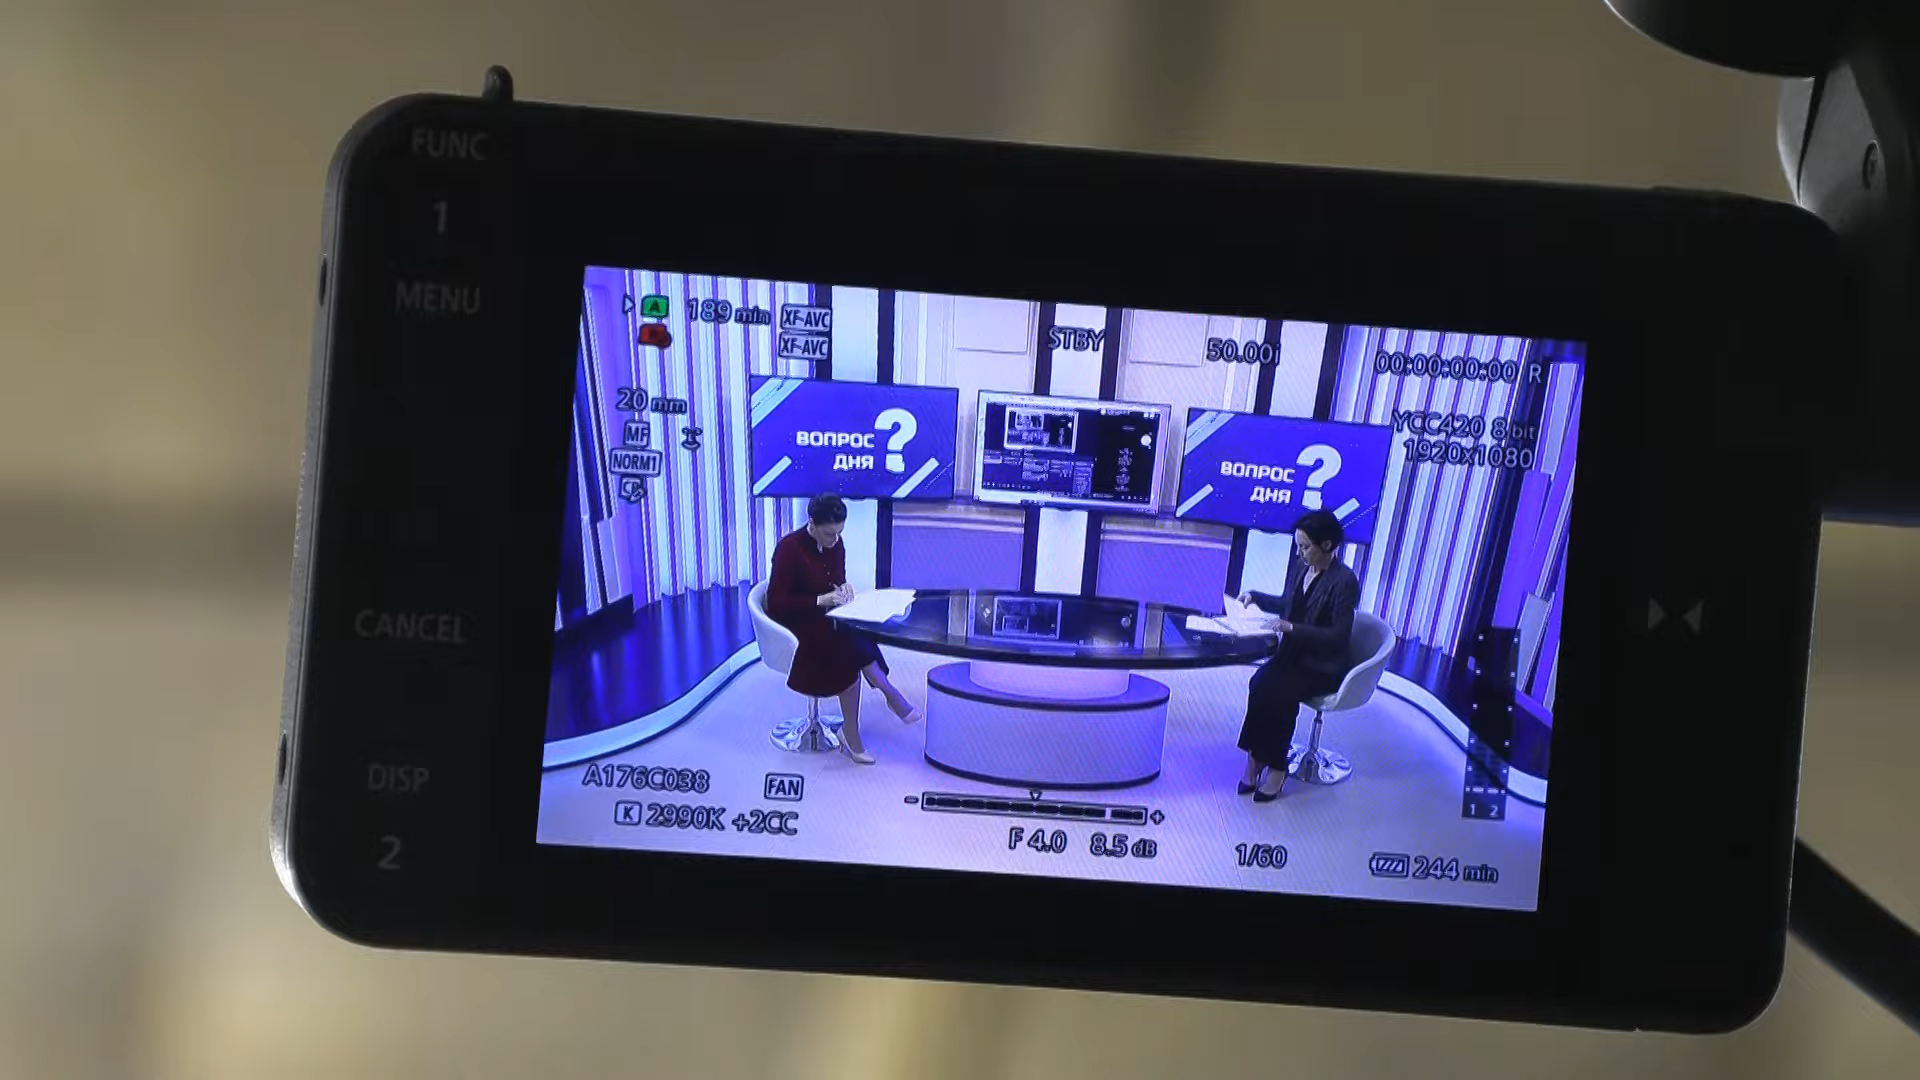 FUNC
1
MENU
CANCEL
DISP
2
A 189 min XF-AVC
XF-AVC
STBY
50.00i
00:00:00:00 R
20 mm
MF
NORM1
YCC420 8 bit
1920x1080
ВОПРОС
ДНЯ ?
ВОПРОС
ДНЯ ?
A176C038 FAN
K 2990K +2CC
- +
F 4.0 8.5 dB 1/60 244 min
1 2